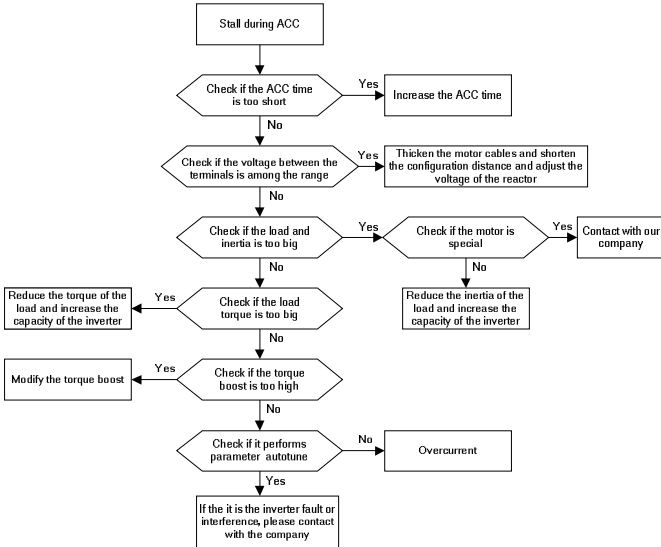 Stall during ACC
Check if the ACC time
is too short
Yes
Increase the ACC time
No
Check if the voltage between the
terminals is among the range
Yes
Thicken the motor cables and shorten
the configuration distance and adjust the
voltage of the reactor
No
Check if the load and
inertia is too big
Yes
Check if the motor is
special
Yes
Contact with our
company
No
No
Reduce the torque of the
load and increase the
capacity of the inverter
Yes
Check if the load
torque is too big
Reduce the inertia of the
load and increase the
capacity of the inverter
No
Modify the torque boost
Yes
Check if the torque
boost is too high
No
Check if it performs
parameter autotune
No
Overcurrent
Yes
If the it is the inverter fault or
interference, please contact
with the company